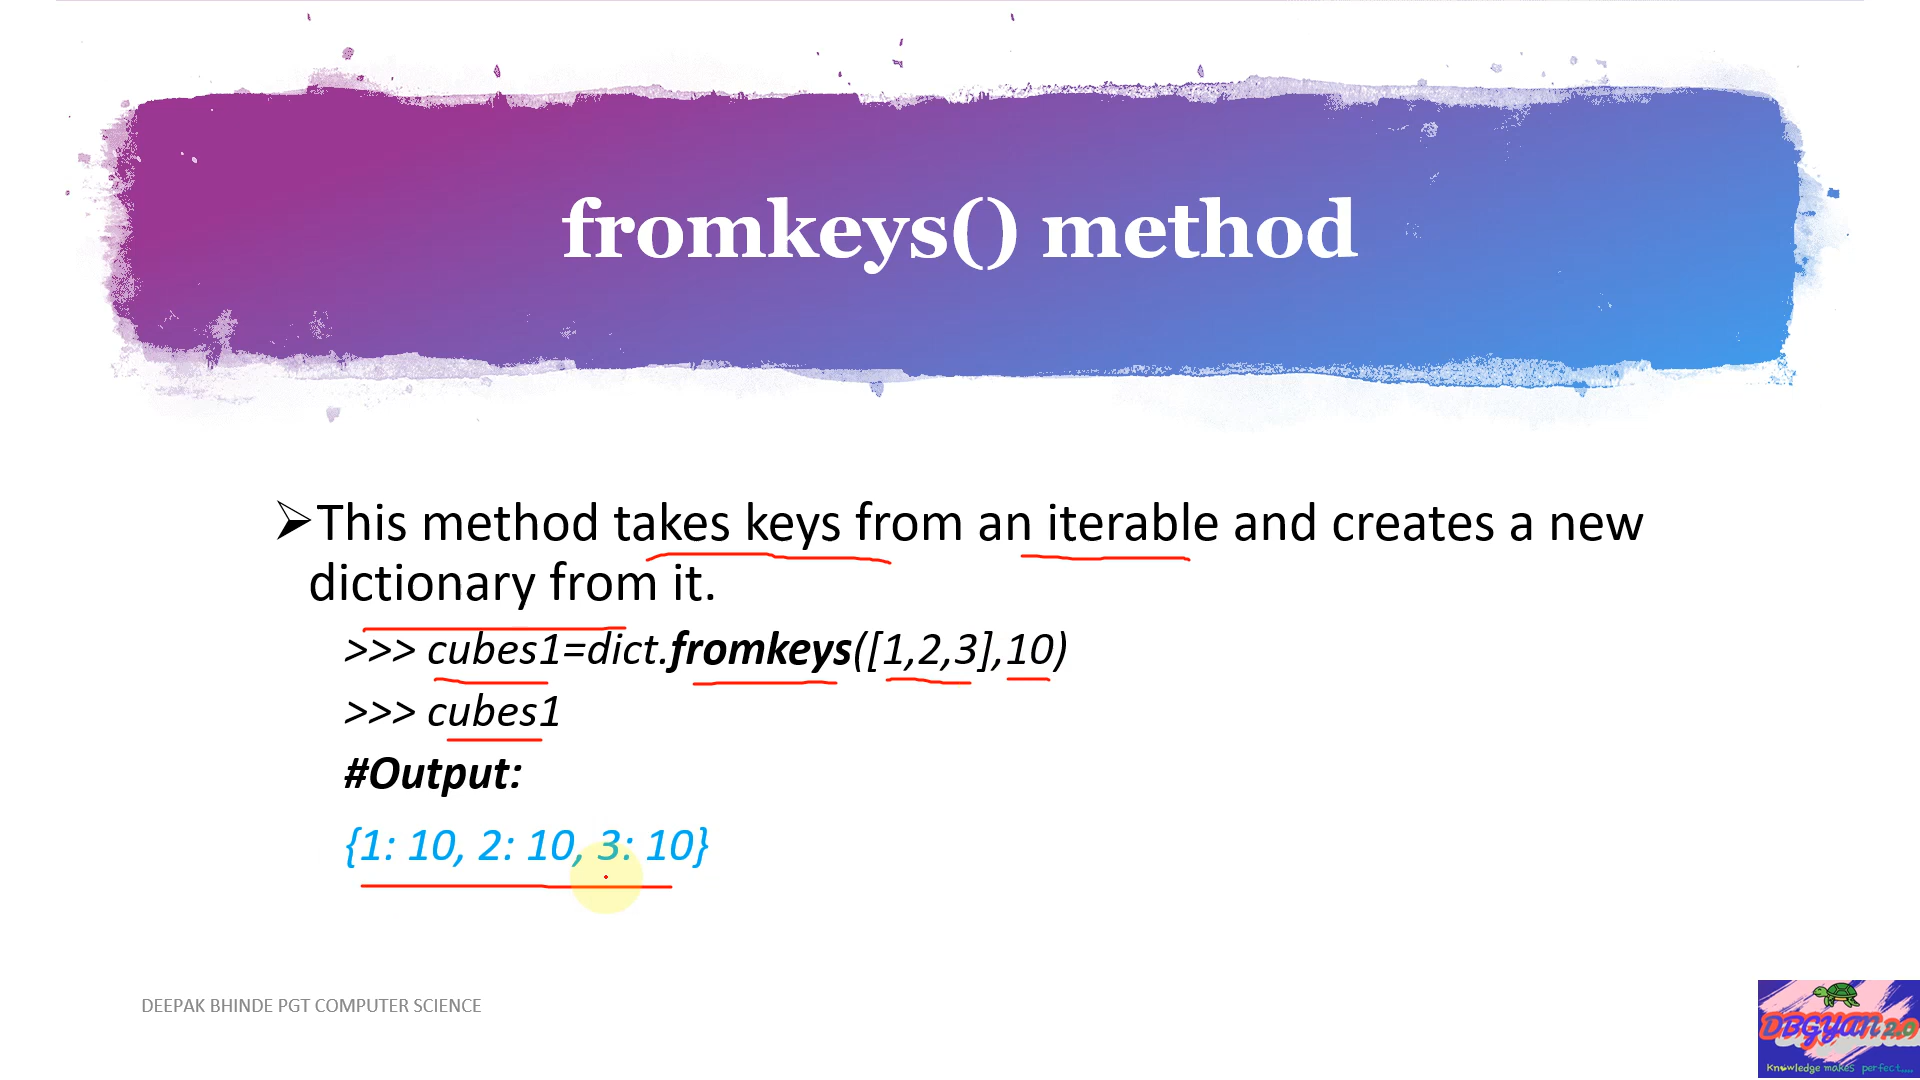 fromkeys() method
➢This method takes keys from an iterable and creates a new
dictionary from it.
>>> cubes1=dict.fromkeys([1,2,3],10)
>>> cubes1
#Output:
{1: 10, 2: 10, 3: 10}
DEEPAK BHINDE PGT COMPUTER SCIENCE
DBGYAN 2.0
Knowledge makes perfect....